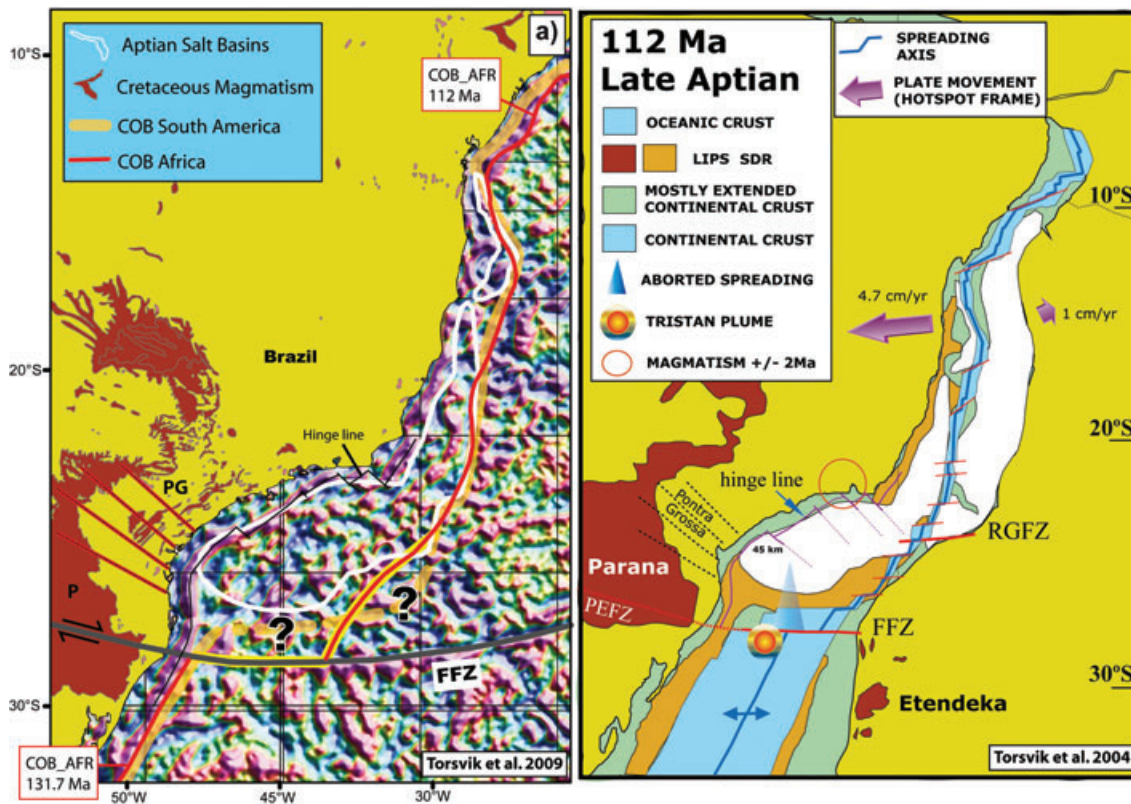 a)
Aptian Salt Basins
Cretaceous Magmatism
COB South America
COB Africa
COB_AFR
112 Ma
10°S
20°S
30°S
Brazil
Hinge line
PG
P
?
?
FFZ
COB_AFR
131.7 Ma
Torsvik et al. 2009
50°W
45°W
30°W
112 Ma
Late Aptian
OCEANIC CRUST
LIPS SDR
MOSTLY EXTENDED
CONTINENTAL CRUST
CONTINENTAL CRUST
ABORTED SPREADING
TRISTAN PLUME
MAGMATISM +/- 2Ma
SPREADING
AXIS
PLATE MOVEMENT
(HOTSPOT FRAME)
10ºS
4.7 cm/yr
1 cm/yr
20ºS
hinge line
Pontra
Grossa
45 km
RGFZ
Parana
PEFZ
FFZ
30ºS
Etendeka
Torsvik et al. 2004